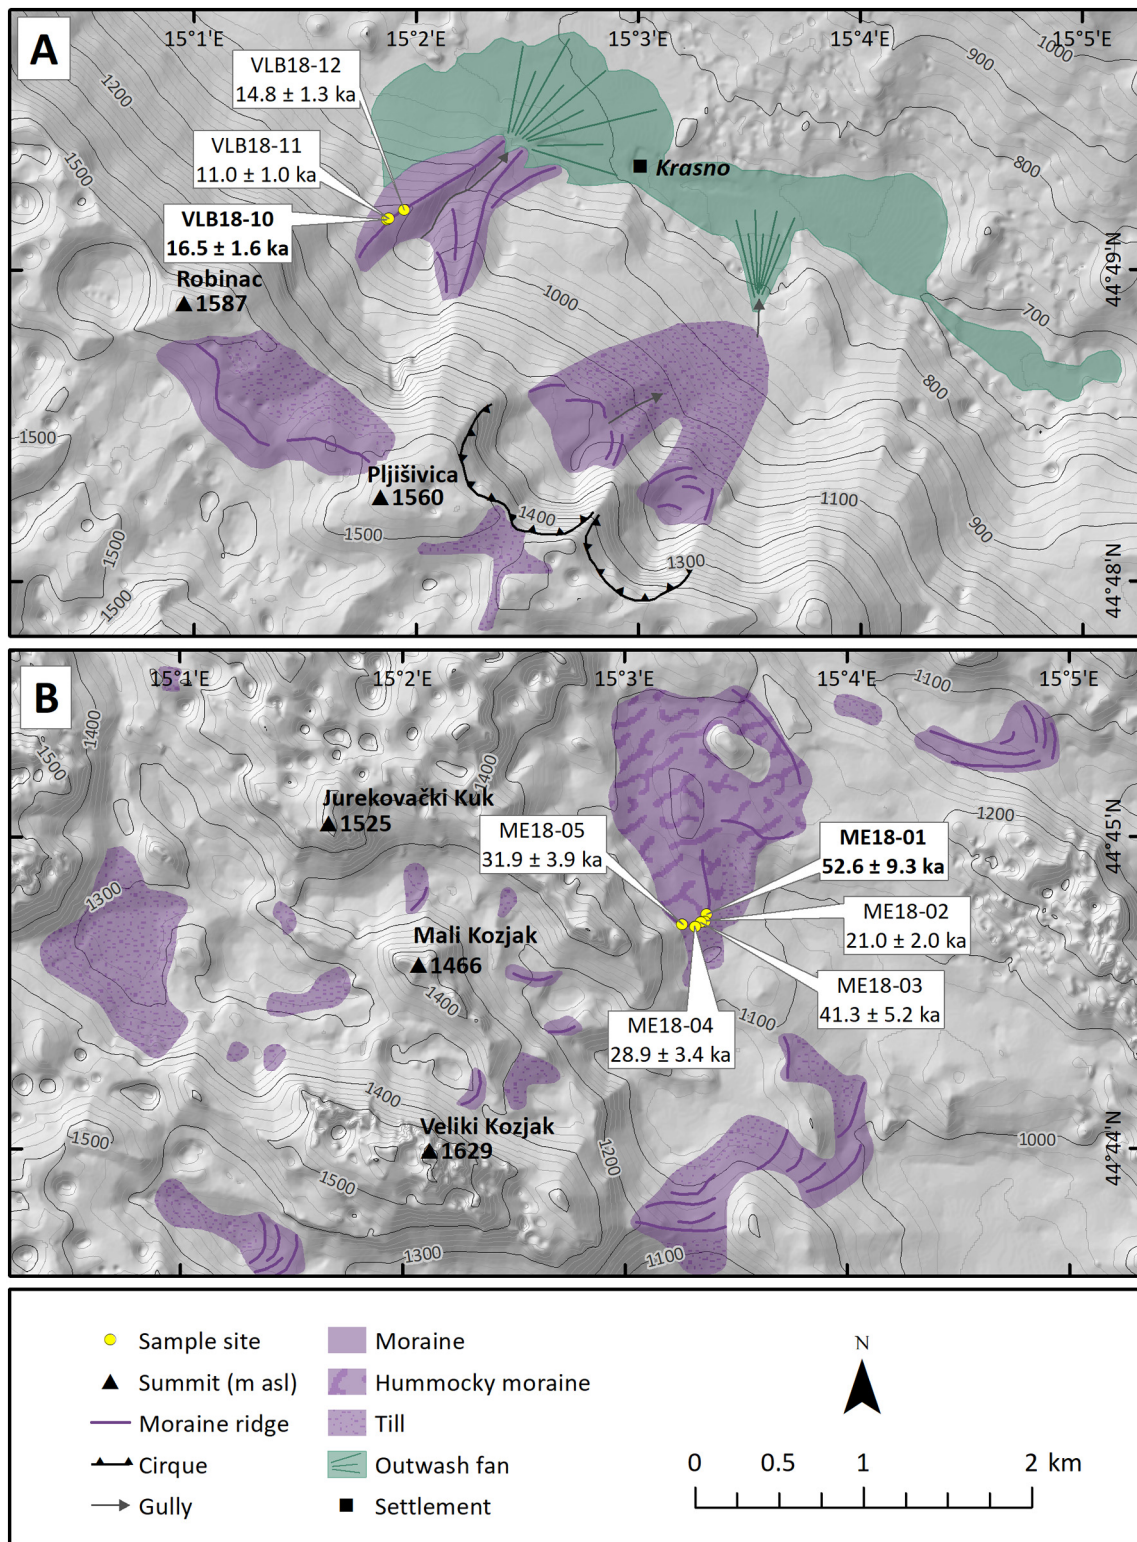 A
15°1'E
15°2'E
15°3'E
15°4'E
15°5'E
1000
900
1200
VLB18-12
14.8 ± 1.3 ka
1500
VLB18-11
11.0 ± 1.0 ka
800
Krasno
VLB18-10
16.5 ± 1.6 ka
Robinac
1587
44°49'N
1000
700
800
1500
Pljišivica
1560
1400
1500
1100
900
1500
1300
1500
44°48'N
B
15°1'E
15°2'E
15°3'E
15°4'E
15°5'E
1100
1400
1500
1400
Jurekovački Kuk
1525
1200
ME18-05
31.9 ± 3.9 ka
ME18-01
52.6 ± 9.3 ka
44°45'N
1300
ME18-02
21.0 ± 2.0 ka
Mali Kozjak
1466
1400
ME18-03
41.3 ± 5.2 ka
ME18-04
28.9 ± 3.4 ka
1100
1400
Veliki Kozjak
1629
1500
1200
1000
44°44'N
1500
1300
1100
Sample site
Summit (m asl)
Moraine ridge
Cirque
Gully
Moraine
Hummocky moraine
Till
Outwash fan
Settlement
N
0 0.5 1 2 km